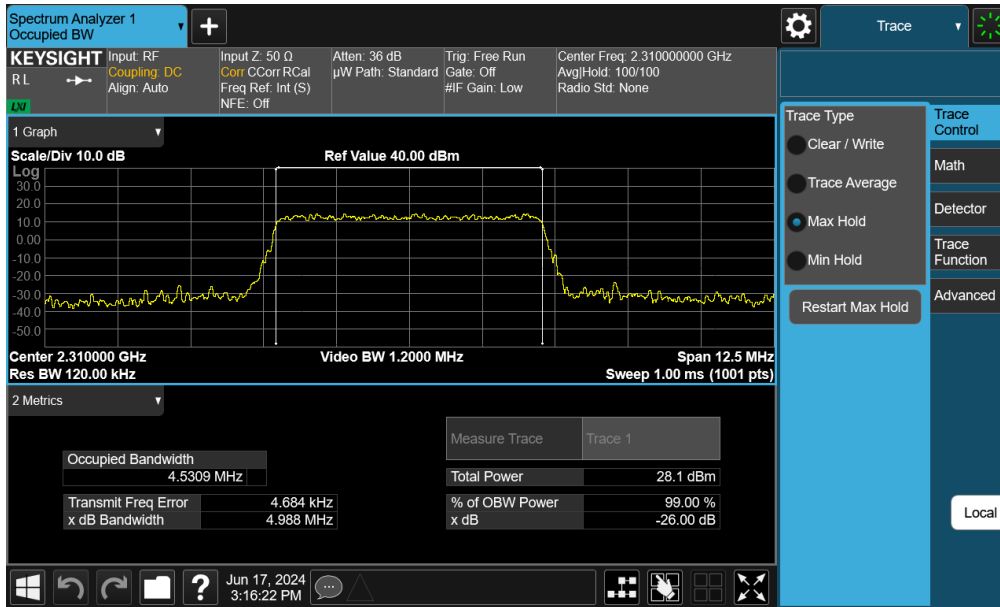 Spectrum Analyzer 1
Occupied BW
+
Trace
KEYSIGHT
R L
LXI
Input: RF
Coupling: DC
Align: Auto
Input Z: 50 Ω
Corr CCorr RCal
Freq Ref: Int (S)
NFE: Off
Atten: 36 dB
µW Path: Standard
Trig: Free Run
Gate: Off
#IF Gain: Low
Center Freq: 2.310000000 GHz
Avg|Hold: 100/100
Radio Std: None
1 Graph
Scale/Div 10.0 dB
Ref Value 40.00 dBm
Log
30.0
20.0
10.0
0.00
-10.0
-20.0
-30.0
-40.0
-50.0
Center 2.310000 GHz
Video BW 1.2000 MHz
Span 12.5 MHz
Res BW 120.00 kHz
Sweep 1.00 ms (1001 pts)
2 Metrics
Measure Trace Trace 1
Occupied Bandwidth
4.5309 MHz
Total Power 28.1 dBm
Transmit Freq Error 4.684 kHz
% of OBW Power 99.00 %
x dB Bandwidth 4.988 MHz
x dB -26.00 dB
Trace Type
Clear / Write
Trace Average
Max Hold
Min Hold
Restart Max Hold
Trace
Control
Math
Detector
Trace
Function
Advanced
Local
?
Jun 17, 2024
3:16:22 PM